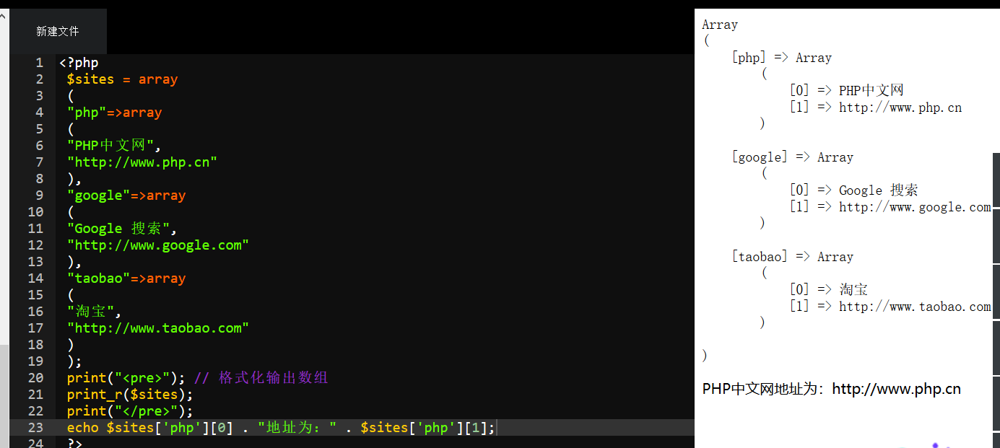 新建文件
1 <?php
2 $sites = array
3 (
4 "php"=>array
5 (
6 "PHP中文网",
7 "http://www.php.cn"
8 ),
9 "google"=>array
10 (
11 "Google 搜索",
12 "http://www.google.com"
13 ),
14 "taobao"=>array
15 (
16 "淘宝",
17 "http://www.taobao.com"
18 )
19 );
20 print("<pre>"); // 格式化输出数组
21 print_r($sites);
22 print("</pre>");
23 echo $sites['php'][0] . "地址为：" . $sites['php'][1];
24 ?>
Array
(
[php] => Array
(
[0] => PHP中文网
[1] => http://www.php.cn
)
[google] => Array
(
[0] => Google 搜索
[1] => http://www.google.com
)
[taobao] => Array
(
[0] => 淘宝
[1] => http://www.taobao.com
)
)
PHP中文网地址为：http://www.php.cn